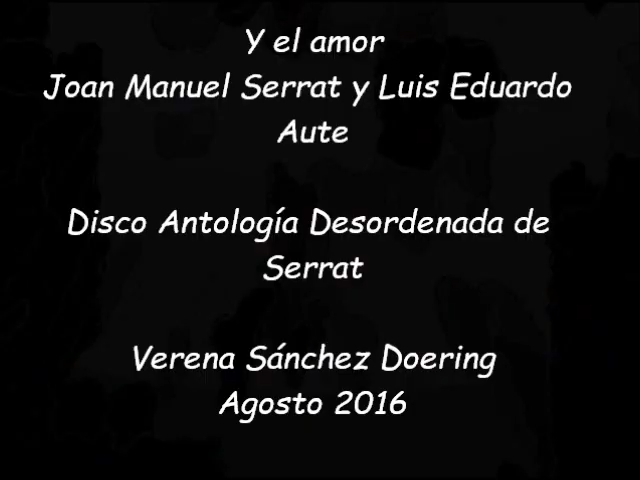 Y el amor
Joan Manuel Serrat y Luis Eduardo
Aute
Disco Antología Desordenada de
Serrat
Verena Sánchez Doering
Agosto 2016